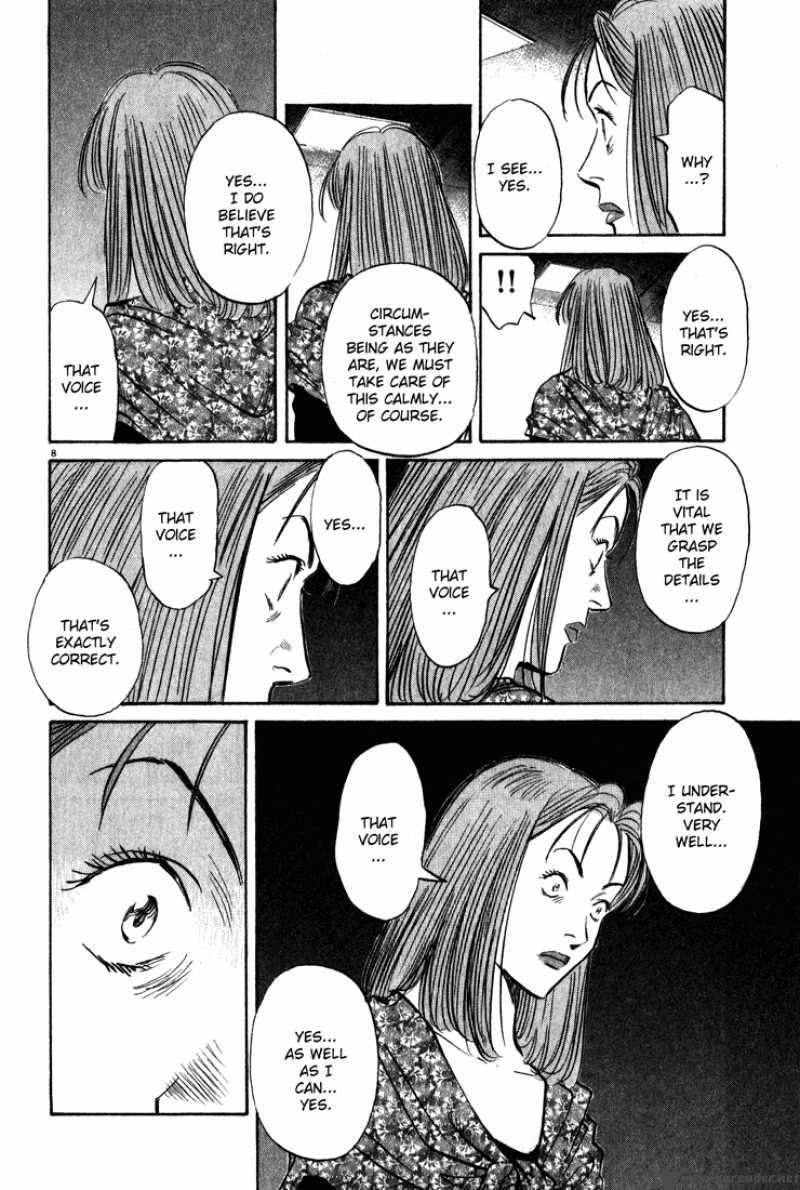 WHY
...?
I SEE...
YES.
YES...
THAT'S
RIGHT.
!!
CIRCUM-
STANCES
BEING AS THEY
ARE, WE MUST
TAKE CARE OF
THIS CALMLY...
OF COURSE.
YES...
I DO
BELIEVE
THAT'S
RIGHT.
THAT
VOICE
...
8
IT IS
VITAL
THAT WE
GRASP
THE
DETAILS
...
THAT
VOICE
...
YES...
THAT
VOICE
...
THAT'S
EXACTLY
CORRECT.
I UNDER-
STAND.
VERY
WELL...
THAT
VOICE
...
YES...
AS WELL
AS I
CAN...
YES.